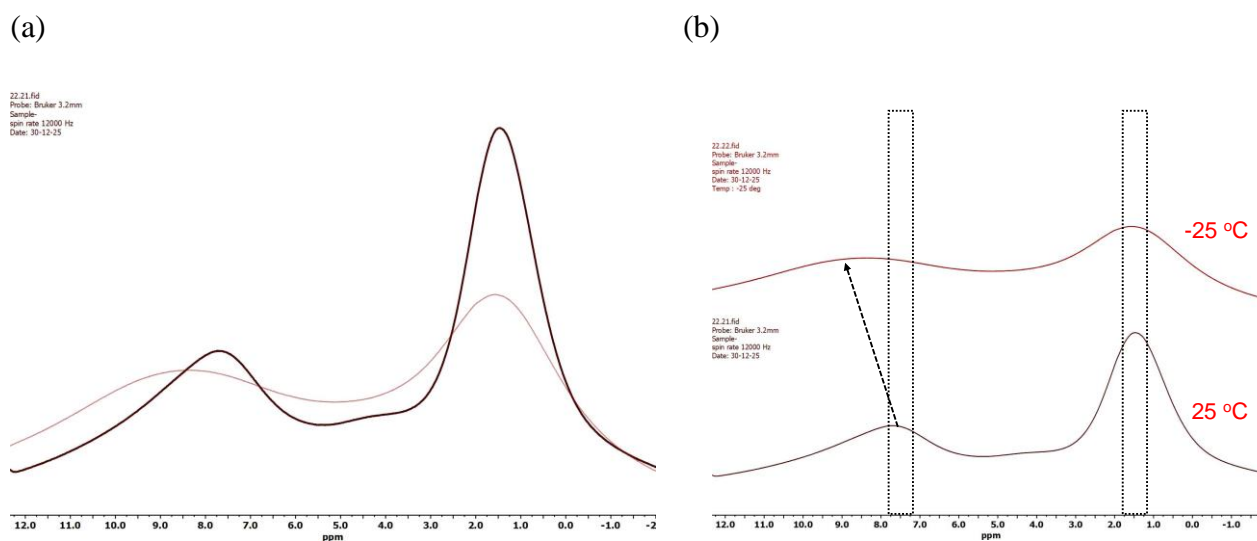 (a)
(b)
22.21.fid
Probe: Bruker 3.2mm
Sample-
spin rate 12000 Hz
Date: 30-12-25
22.22.fid
Probe: Bruker 3.2mm
Sample-
spin rate 12000 Hz
Date: 30-12-25
Temp : -25 deg
-25 °C
22.21.fid
Probe: Bruker 3.2mm
Sample-
spin rate 12000 Hz
Date: 30-12-25
25 °C
12.0 11.0 10.0 9.0 8.0 7.0 6.0 5.0 4.0 3.0 2.0 1.0 0.0 -1.0 -2
ppm
12.0 11.0 10.0 9.0 8.0 7.0 6.0 5.0 4.0 3.0 2.0 1.0 0.0 -1.0
ppm